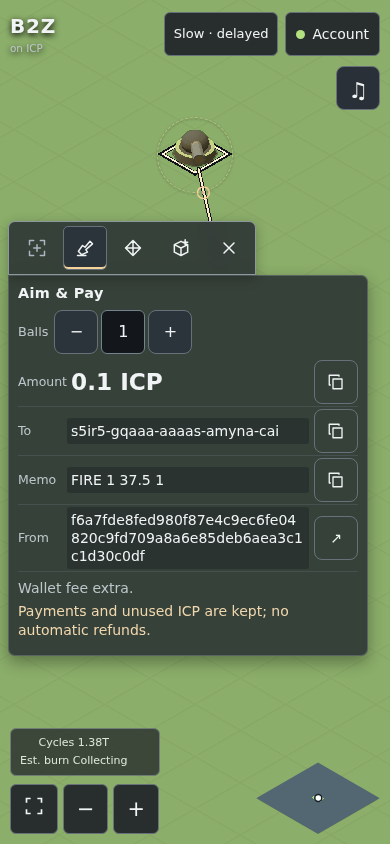 B2Z
on ICP
Slow · delayed
Account
Aim & Pay
Balls
−
1
+
Amount 0.1 ICP
To s5ir5-gqaaa-aaaas-amyna-cai
Memo FIRE 1 37.5 1
From f6a7fde8fed980f87e4c9ec6fe04
820c9fd709a8a6e85deb6aea3c1
c1d30c0df
Wallet fee extra.
Payments and unused ICP are kept; no
automatic refunds.
Cycles 1.38T
Est. burn Collecting
−
+